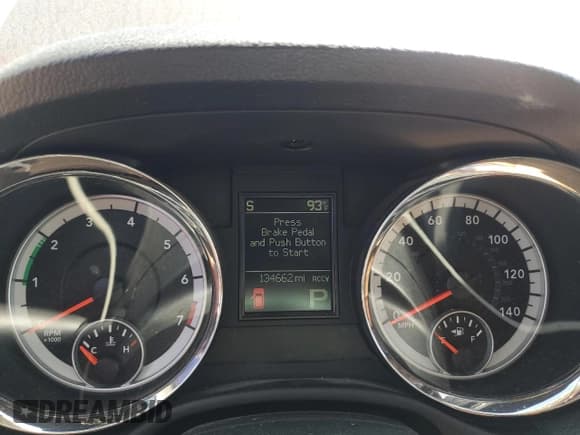 S 93°F
Press
Brake Pedal
and Push Button
to Start
134662 mi ACCY
P
1 2 3 4 5 6 7
RPM
x1000
C H
0 20 40 60 80 100 120 140
MPH
E F
DREAMBID